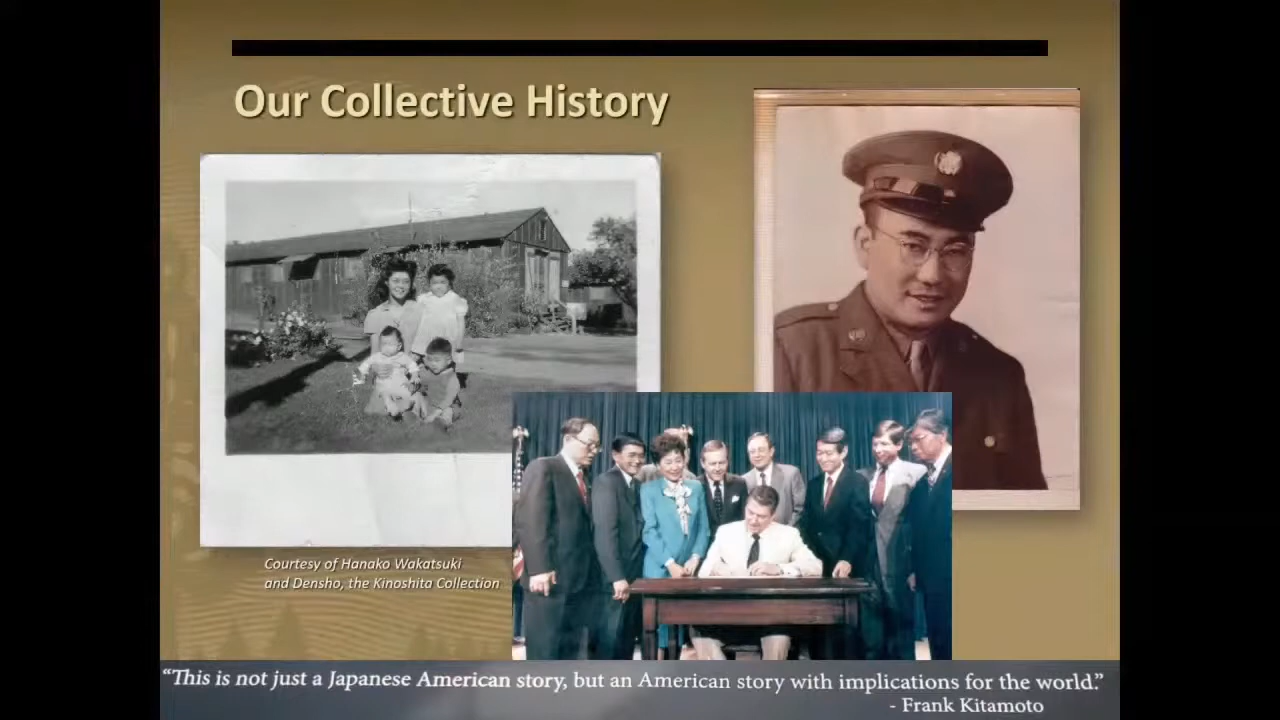 Our Collective History
Courtesy of Hanako Wakatsuki
and Densho, the Kinoshita Collection
“This is not just a Japanese American story, but an American story with implications for the world.”
- Frank Kitamoto